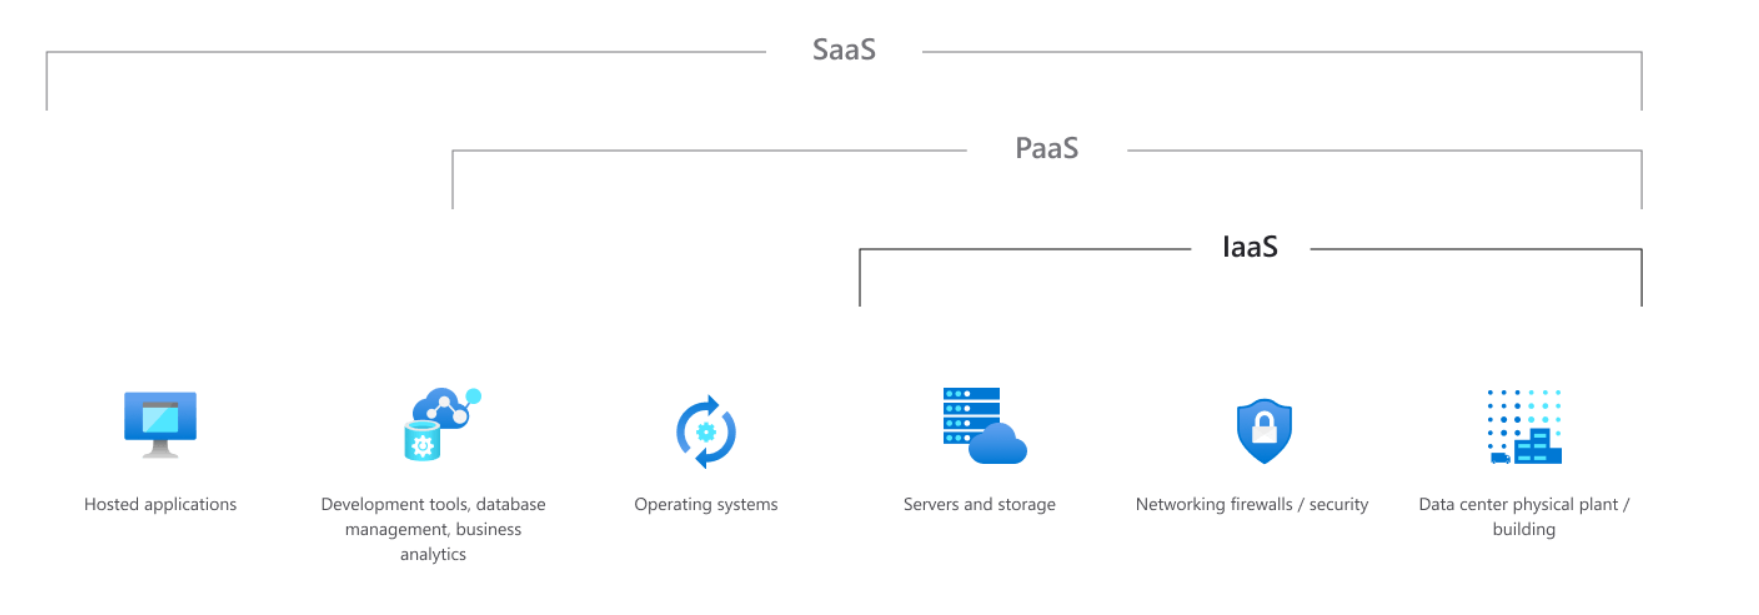 SaaS
PaaS
IaaS
Hosted applications
Development tools, database
management, business
analytics
Operating systems
Servers and storage
Networking firewalls / security
Data center physical plant /
building